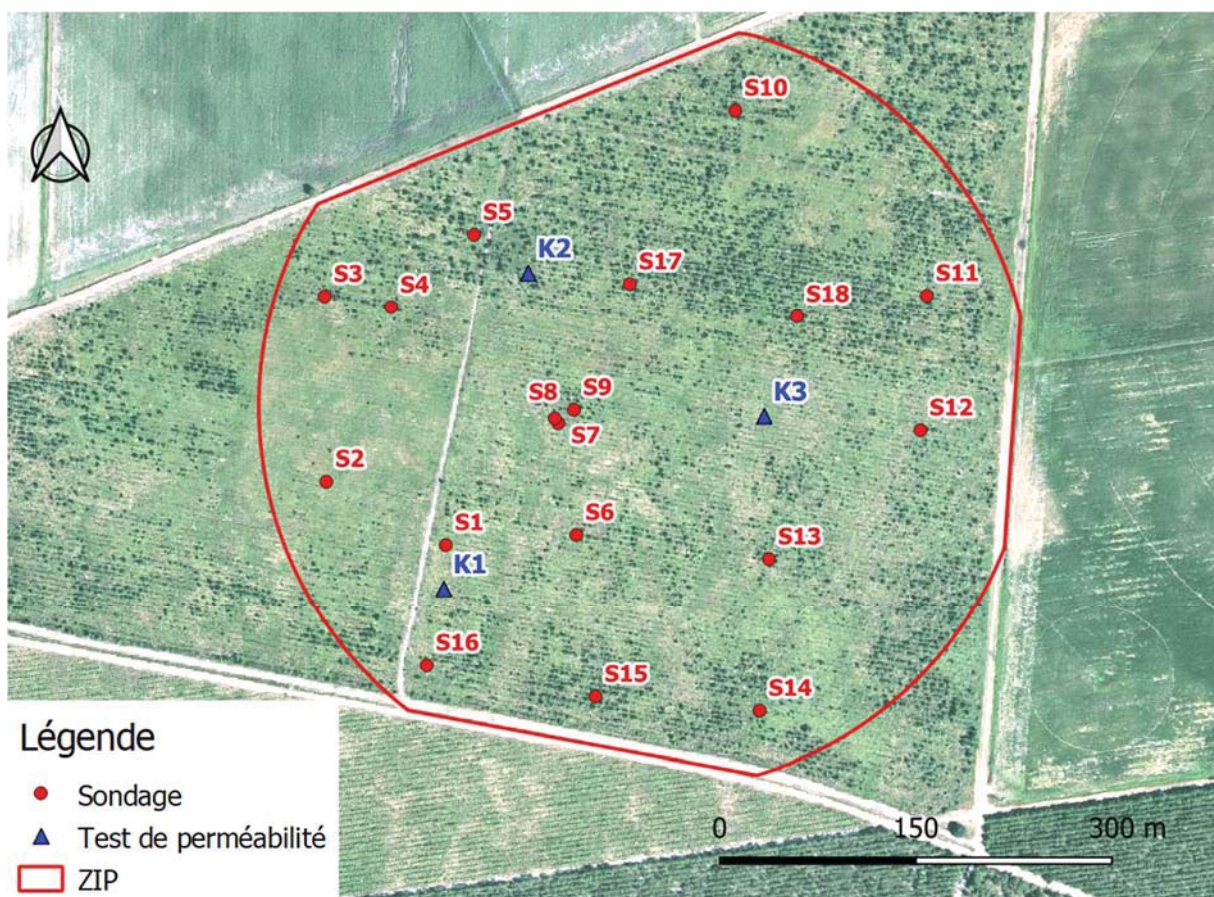 S10
S5
K2
S3
S17
S11
S4
S18
S9
S8
K3
S7
S12
S2
S6
S1
S13
K1
S16
S15
S14
Légende
Sondage
Test de perméabilité
ZIP
0 150 300 m